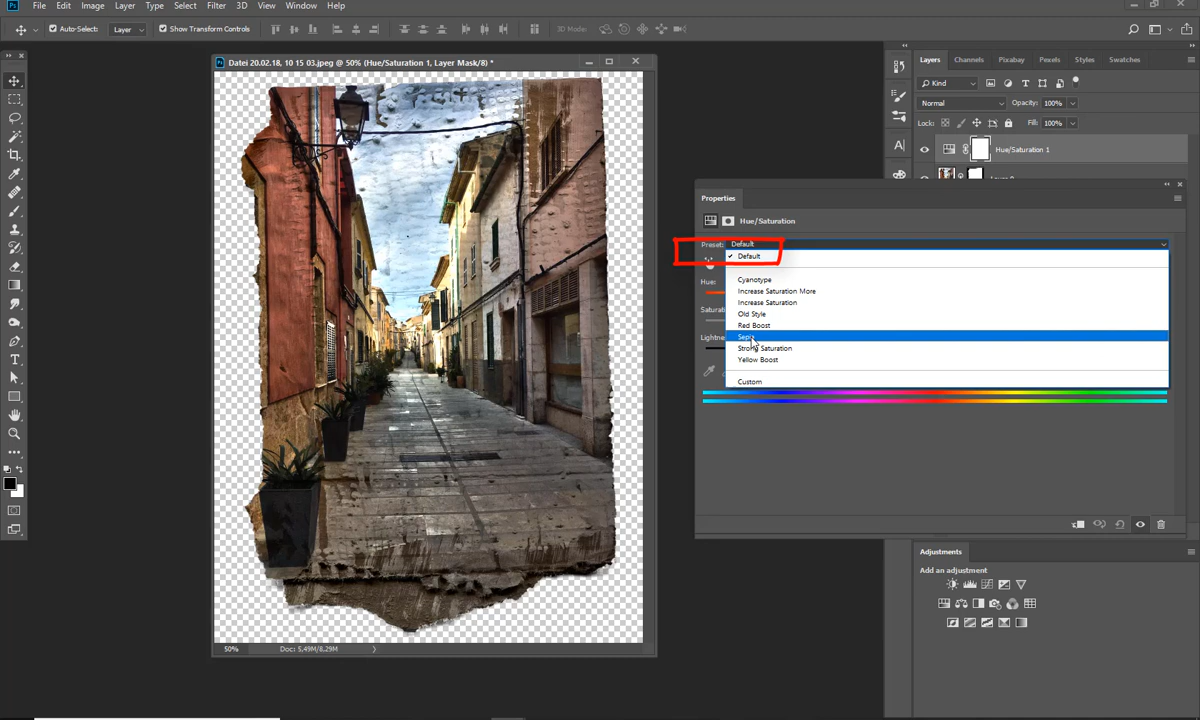 Ps File Edit Image Layer Type Select Filter 3D View Window Help
Auto-Select: Layer Show Transform Controls 3D Mode:
Datei 20.02.18, 10 15 03.jpeg @ 50% (Hue/Saturation 1, Layer Mask/8) *
Layers Channels Pixabay Pexels Styles Swatches
Kind
Normal Opacity: 100%
Lock: Fill: 100%
Hue/Saturation 1
Properties
Hue/Saturation
Preset: Default
Default
Cyanotype
Increase Saturation More
Increase Saturation
Old Style
Red Boost
Strong Saturation
Yellow Boost
Custom
Hue:
50% Doc: 5,49M/8,29M
Adjustments
Add an adjustment